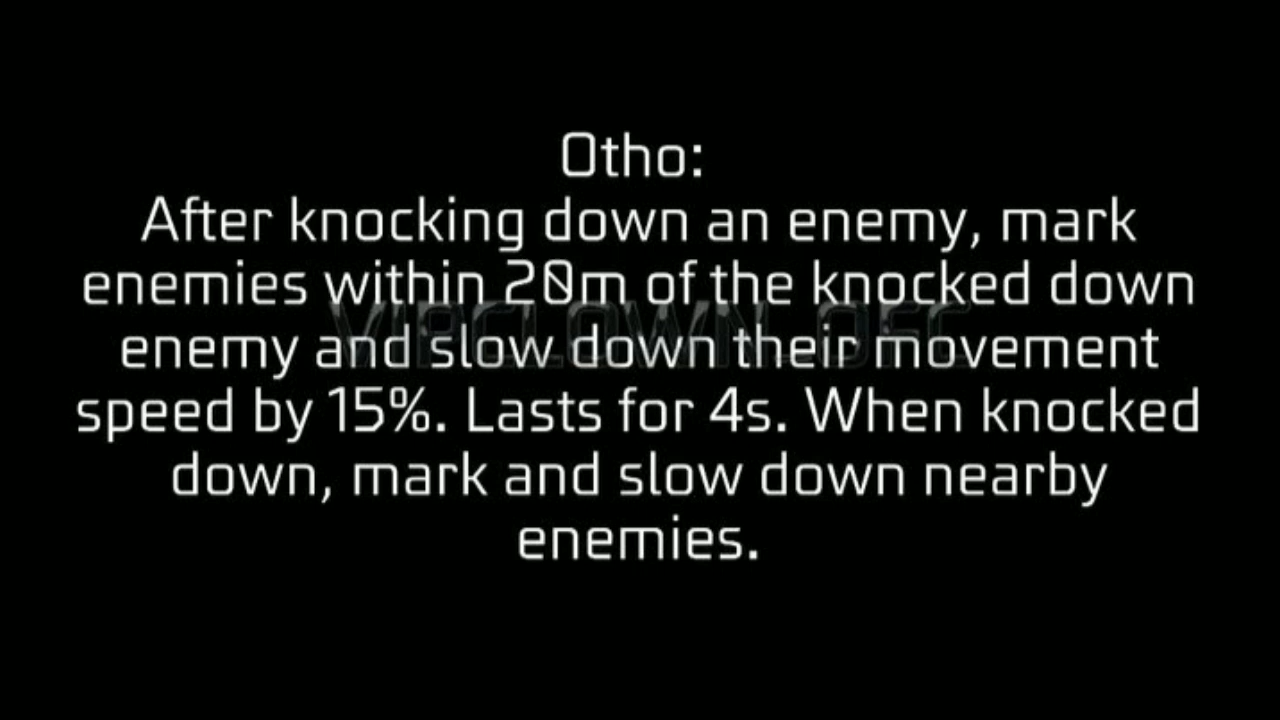 Otho:
After knocking down an enemy, mark
enemies within 20m of the knocked down
VIPCLOWN_OFC
enemy and slow down their movement
speed by 15%. Lasts for 4s. When knocked
down, mark and slow down nearby
enemies.